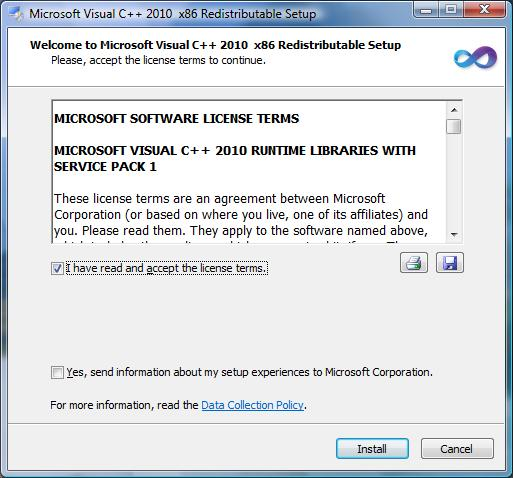 Microsoft Visual C++ 2010  x86 Redistributable Setup
Welcome to Microsoft Visual C++ 2010  x86 Redistributable Setup
Please, accept the license terms to continue.
MICROSOFT SOFTWARE LICENSE TERMS
MICROSOFT VISUAL C++ 2010 RUNTIME LIBRARIES WITH
SERVICE PACK 1
These license terms are an agreement between Microsoft
Corporation (or based on where you live, one of its affiliates) and
you. Please read them. They apply to the software named above,
I have read and accept the license terms.
Yes, send information about my setup experiences to Microsoft Corporation.
For more information, read the Data Collection Policy.
Install
Cancel